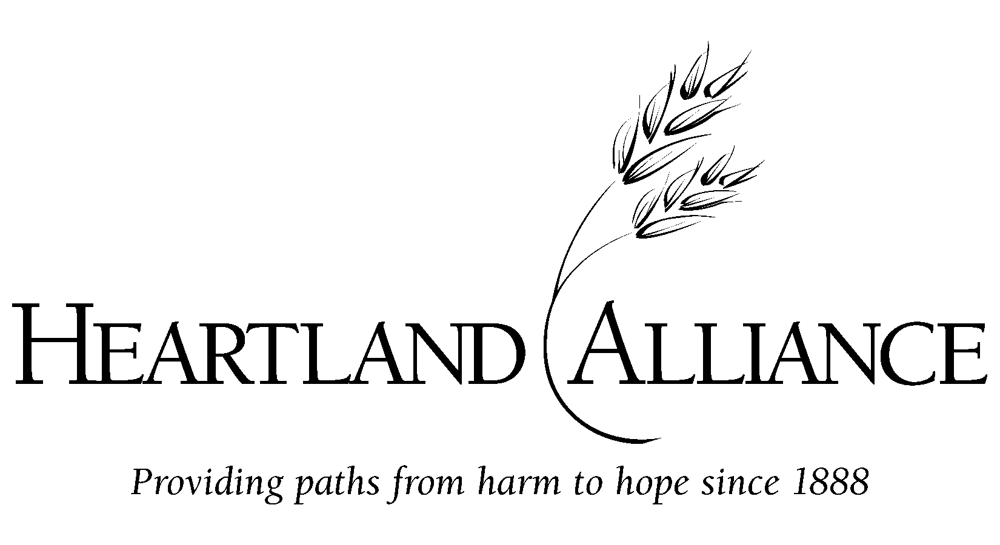 HEARTLAND ALLIANCE
Providing paths from harm to hope since 1888